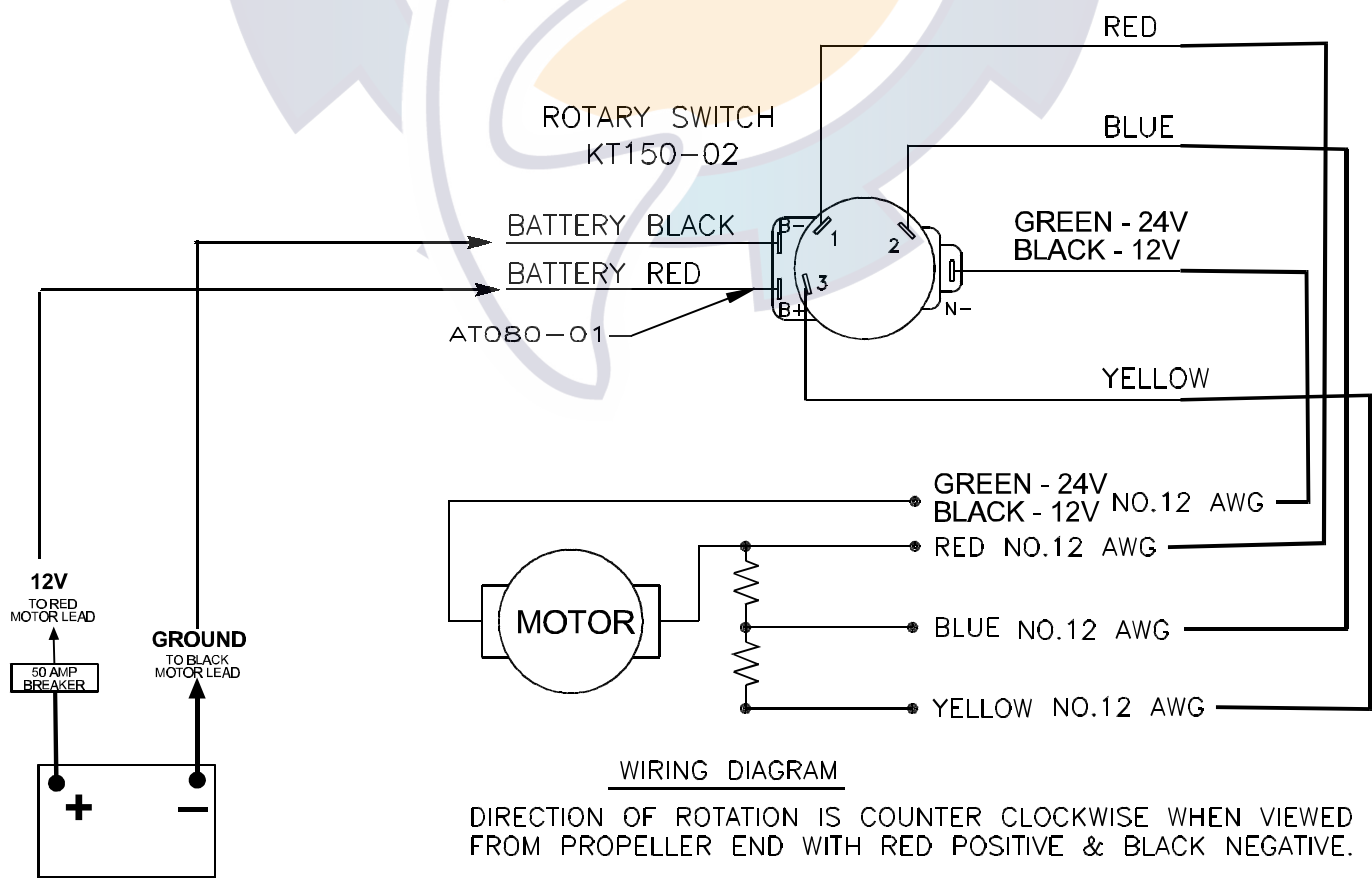 RED
ROTARY SWITCH
KT150-02
BLUE
BATTERY BLACK
B-
1
2
GREEN - 24V
BLACK - 12V
BATTERY RED
3
B+
N-
AT080-01
YELLOW
GREEN - 24V
BLACK - 12V
NO.12 AWG
RED NO.12 AWG
12V
TO RED
MOTOR LEAD
MOTOR
BLUE NO.12 AWG
GROUND
TO BLACK
MOTOR LEAD
50 AMP
BREAKER
YELLOW NO.12 AWG
+
−
WIRING DIAGRAM
DIRECTION OF ROTATION IS COUNTER CLOCKWISE WHEN VIEWED
FROM PROPELLER END WITH RED POSITIVE & BLACK NEGATIVE.